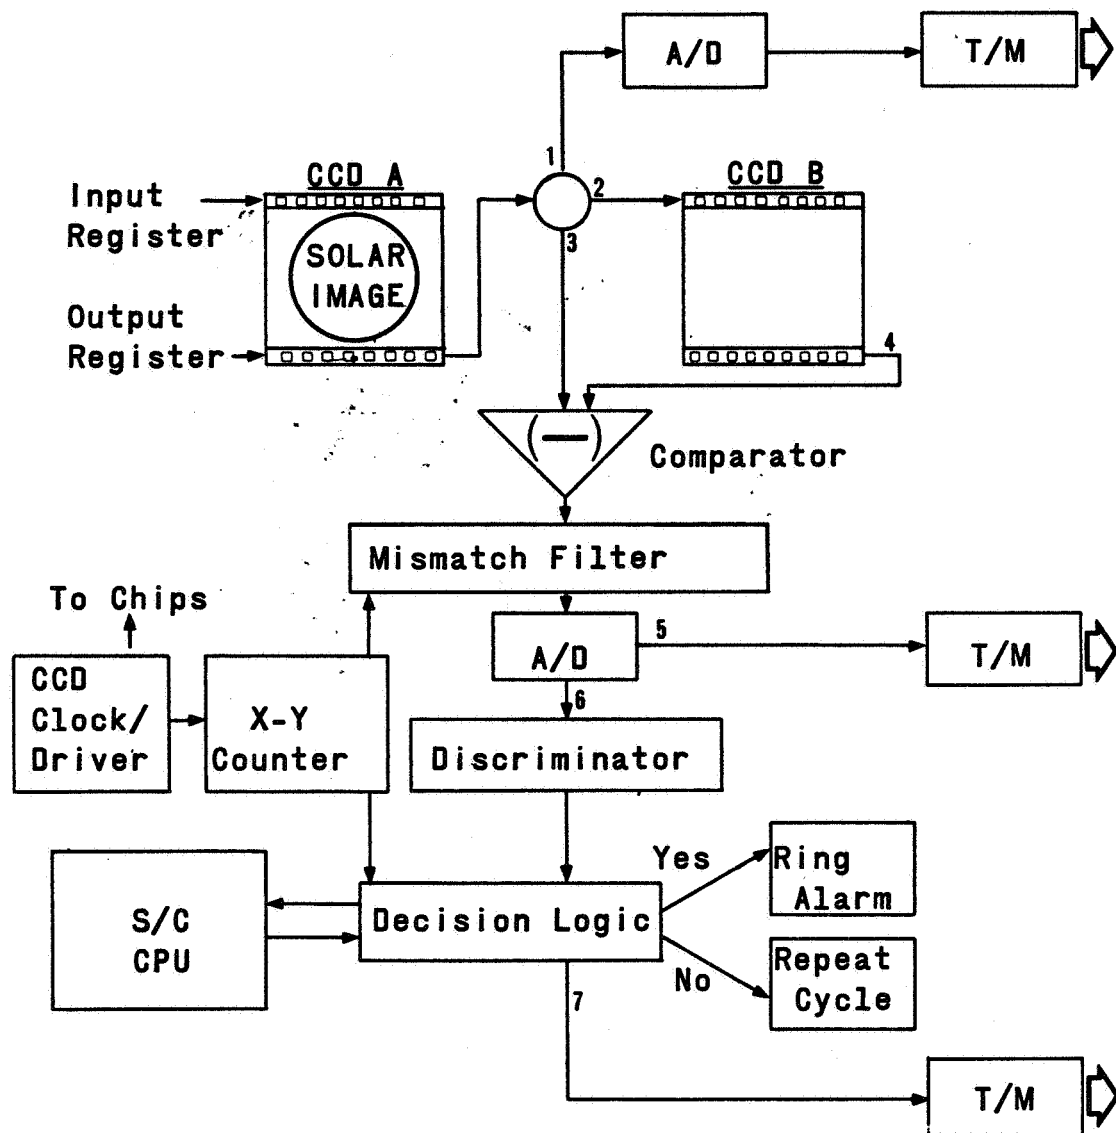 A/D
T/M
1
CCD A
2
CCD B
Input
Register
3
SOLAR
IMAGE
Output
Register
4
(—)
Comparator
Mismatch Filter
To Chips
A/D
5
T/M
CCD
Clock/
Driver
X-Y
Counter
6
Discriminator
Yes
Ring
Alarm
S/C
CPU
Decision Logic
No
Repeat
Cycle
7
T/M